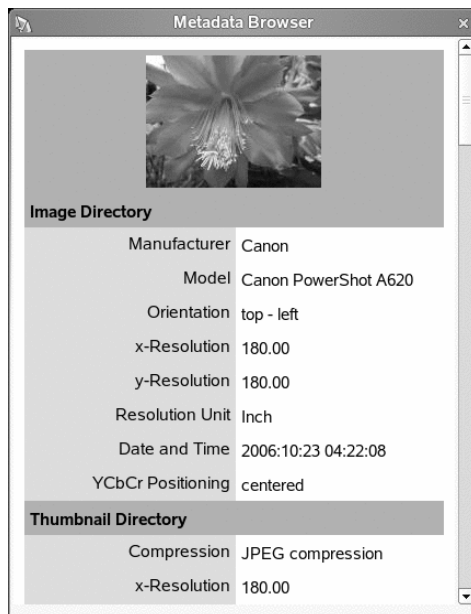 Metadata Browser
Image Directory
Manufacturer Canon
Model Canon PowerShot A620
Orientation top - left
x-Resolution 180.00
y-Resolution 180.00
Resolution Unit Inch
Date and Time 2006:10:23 04:22:08
YCbCr Positioning centered
Thumbnail Directory
Compression JPEG compression
x-Resolution 180.00